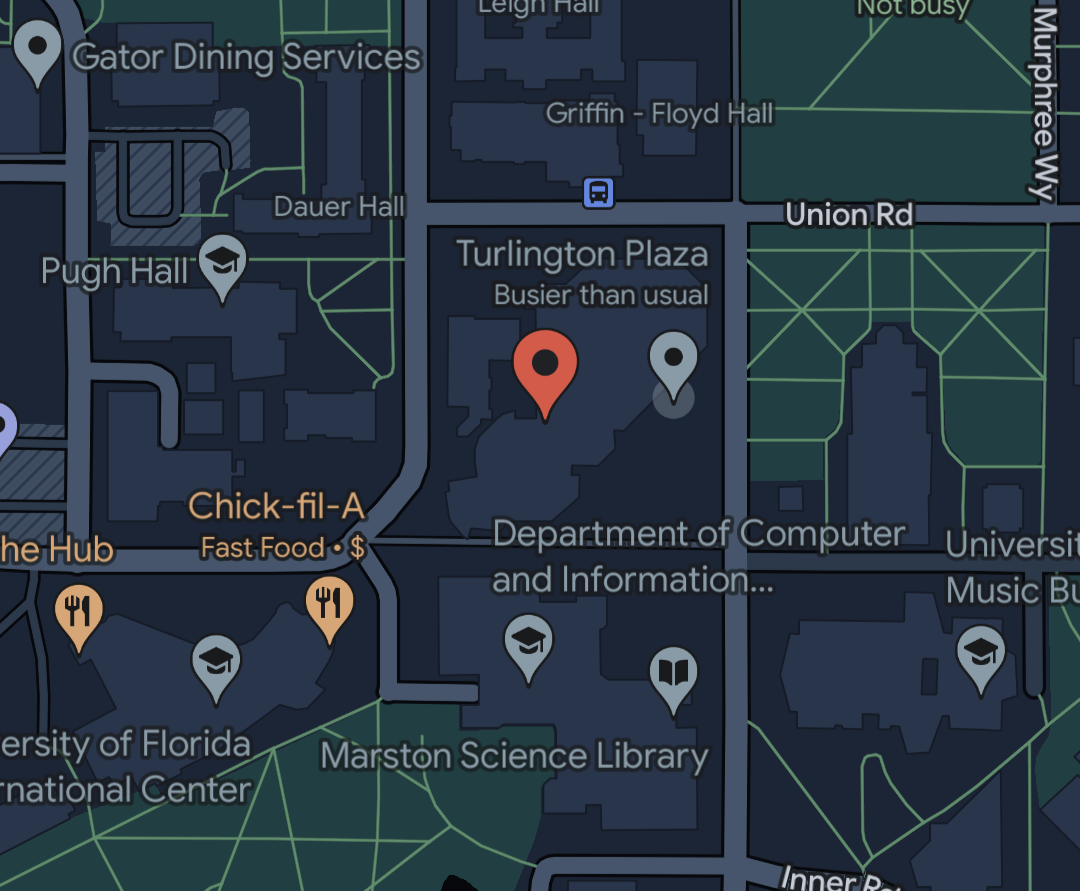 Leigh Hall
Not busy
Gator Dining Services
Murphree Wy
Griffin - Floyd Hall
Dauer Hall
Union Rd
Turlington Plaza
Busier than usual
Pugh Hall
Chick-fil-A
Fast Food • $
he Hub
Department of Computer
and Information...
Universit
Music Bu
ersity of Florida
rnational Center
Marston Science Library
Inner